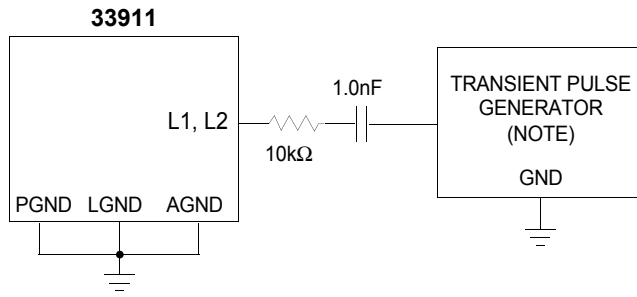 33911
L1, L2
10kΩ
1.0nF
TRANSIENT PULSE
GENERATOR
(NOTE)
GND
PGND LGND AGND